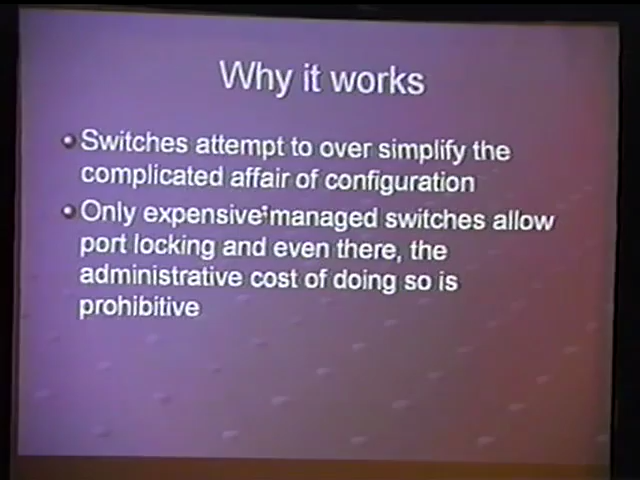 Why it works
Switches attempt to over simplify the
complicated affair of configuration
Only expensive managed switches allow
port locking and even there, the
administrative cost of doing so is
prohibitive